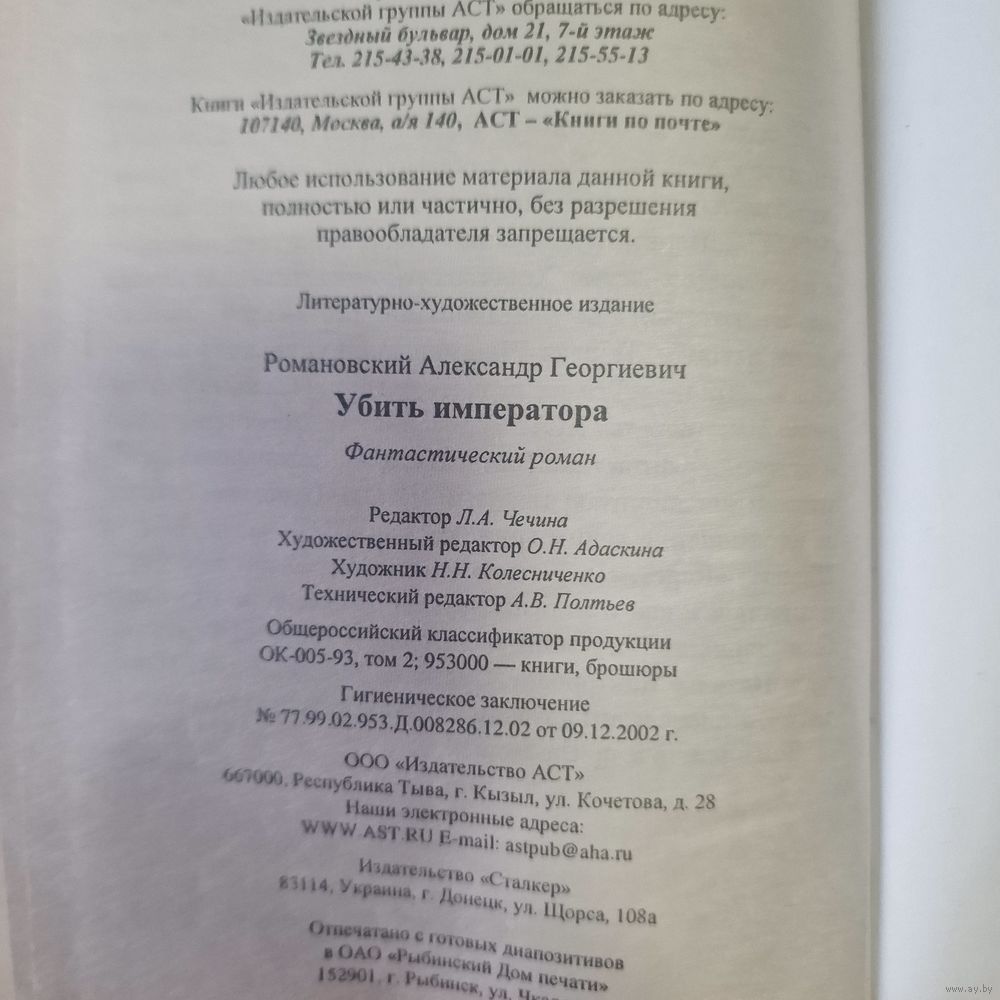 «Издательской группы АСТ» обращаться по адресу:
Звездный бульвар, дом 21, 7-й этаж
Тел. 215-43-38, 215-01-01, 215-55-13
Книги «Издательской группы АСТ» можно заказать по адресу:
107140, Москва, а/я 140, АСТ – «Книги по почте»
Любое использование материала данной книги,
полностью или частично, без разрешения
правообладателя запрещается.
Литературно-художественное издание
Романовский Александр Георгиевич
Убить императора
Фантастический роман
Редактор Л.А. Чечина
Художественный редактор О.Н. Адаскина
Художник Н.Н. Колесниченко
Технический редактор А.В. Полтьев
Общероссийский классификатор продукции
ОК-005-93, том 2; 953000 — книги, брошюры
Гигиеническое заключение
№ 77.99.02.953.Д.008286.12.02 от 09.12.2002 г.
ООО «Издательство АСТ»
667000, Республика Тыва, г. Кызыл, ул. Кочетова, д. 28
Наши электронные адреса:
WWW.AST.RU E-mail: astpub@aha.ru
Издательство «Сталкер»
83114, Украина, г. Донецк, ул. Щорса, 108а
Отпечатано с готовых диапозитивов
в ОАО «Рыбинский Дом печати»
152901, г. Рыбинск, ул.
www.ay.by